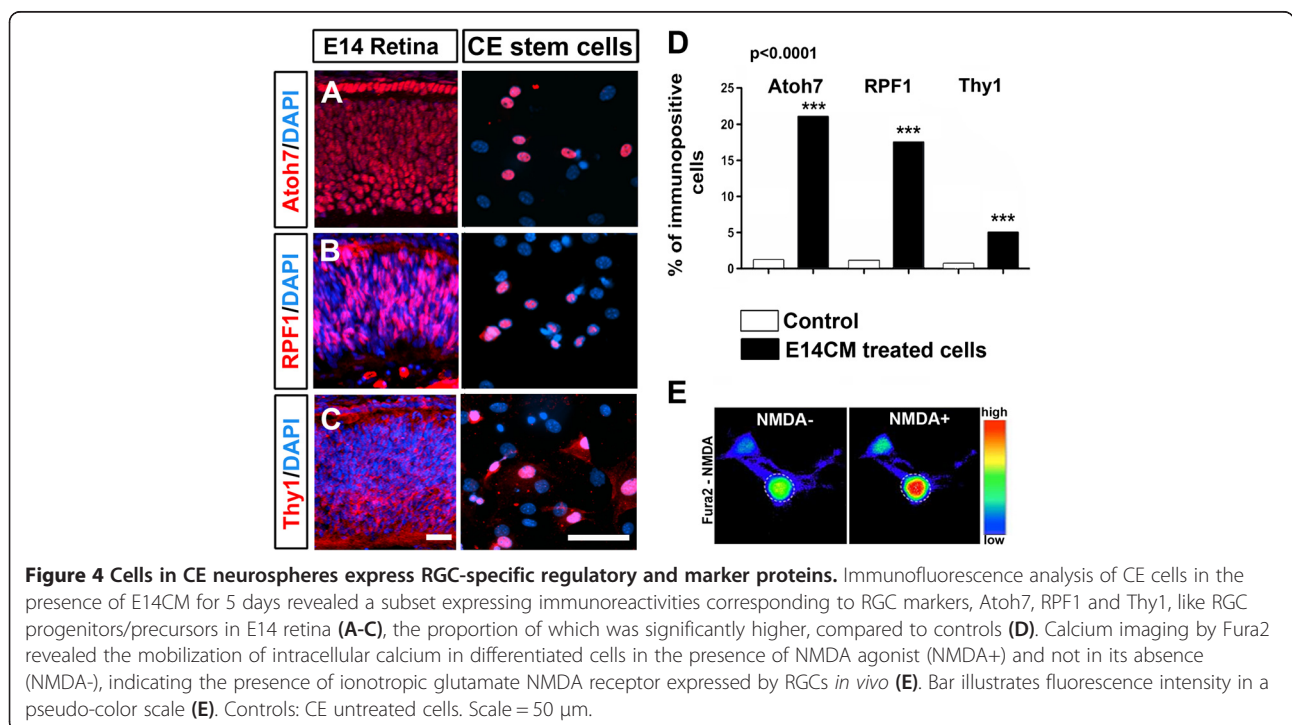 E14 Retina
CE stem cells
A
Atoh7/DAPI
B
RPF1/DAPI
C
Thy1/DAPI
D
p<0.0001
Atoh7 RPF1 Thy1
% of immunopositive
cells
25
20
15
10
5
0
***
***
***
Control
E14CM treated cells
E
Fura2 - NMDA
NMDA-
NMDA+
high
low
Figure 4 Cells in CE neurospheres express RGC-specific regulatory and marker proteins. Immunofluorescence analysis of CE cells in the
presence of E14CM for 5 days revealed a subset expressing immunoreactivities corresponding to RGC markers, Atoh7, RPF1 and Thy1, like RGC
progenitors/precursors in E14 retina (A-C), the proportion of which was significantly higher, compared to controls (D). Calcium imaging by Fura2
revealed the mobilization of intracellular calcium in differentiated cells in the presence of NMDA agonist (NMDA+) and not in its absence
(NMDA-), indicating the presence of ionotropic glutamate NMDA receptor expressed by RGCs in vivo (E). Bar illustrates fluorescence intensity in a
pseudo-color scale (E). Controls: CE untreated cells. Scale = 50 μm.